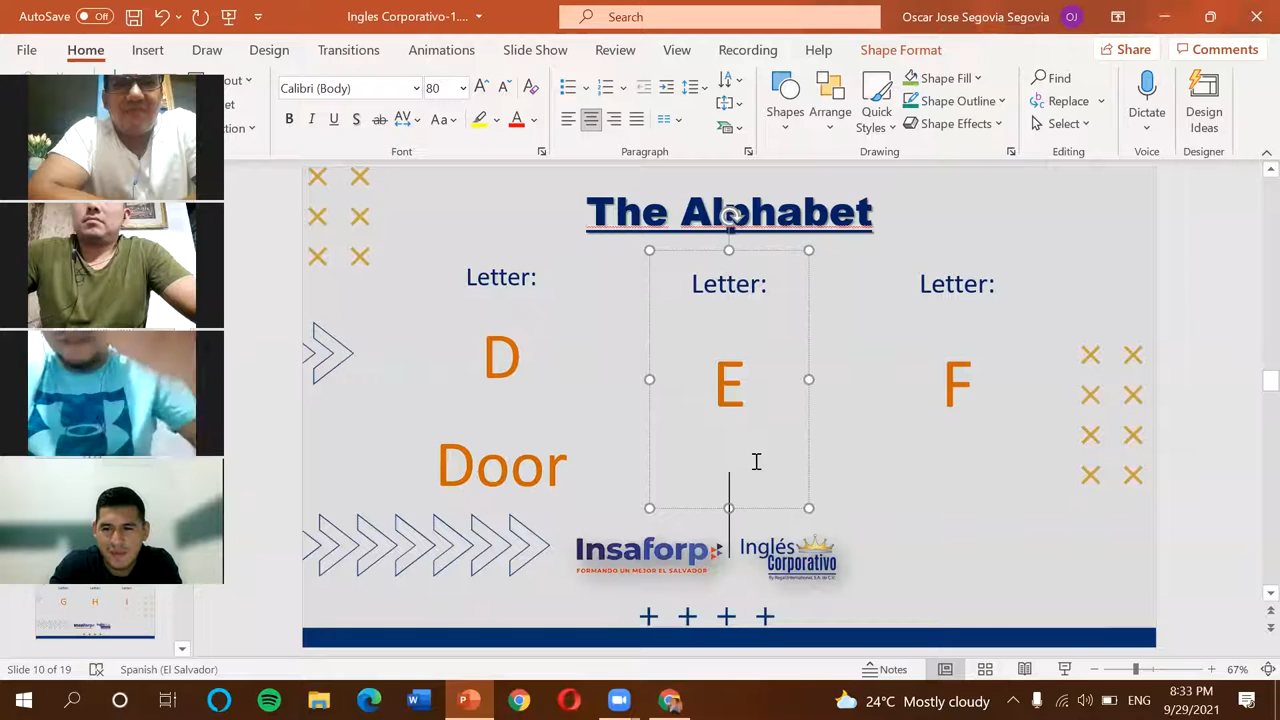 AutoSave Off
Ingles Corporativo-1....
Search
Oscar Jose Segovia Segovia
OJ
File Home Insert Draw Design Transitions Animations Slide Show Review View Recording Help Shape Format
Share Comments
Calibri (Body) 80
Shapes
Arrange
Quick Styles
Shape Fill
Shape Outline
Shape Effects
Find
Replace
Select
Dictate
Design Ideas
Font Paragraph Drawing Editing Voice Designer
The Alphabet
Letter: Letter: Letter:
D E F
Door
Insaforp
FORMANDO UN MEJOR EL SALVADOR
Inglés
Corporativo
G H I
Slide 10 of 19 Spanish (El Salvador) Notes 67%
24°C Mostly cloudy
ENG
8:33 PM
9/29/2021